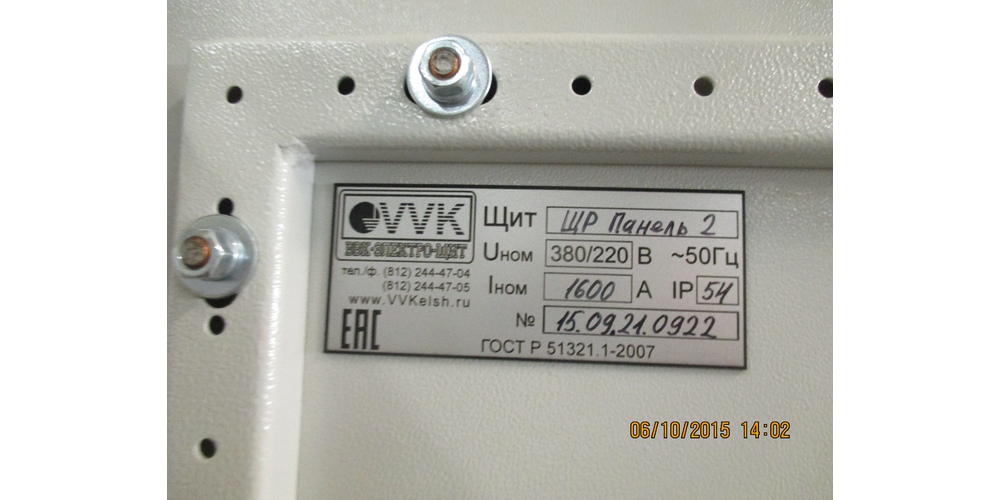 VVK
ВВК-ЭЛЕКТРО-ЩИТ
тел./ф. (812) 244-47-04
(812) 244-47-05
www.VVKelsh.ru
EAC
Щит ЩР Панель 2
Uном 380/220 В ~50Гц
Iном 1600 А IP 54
№ 15.09.21.0922
ГОСТ Р 51321.1-2007
06/10/2015 14:02